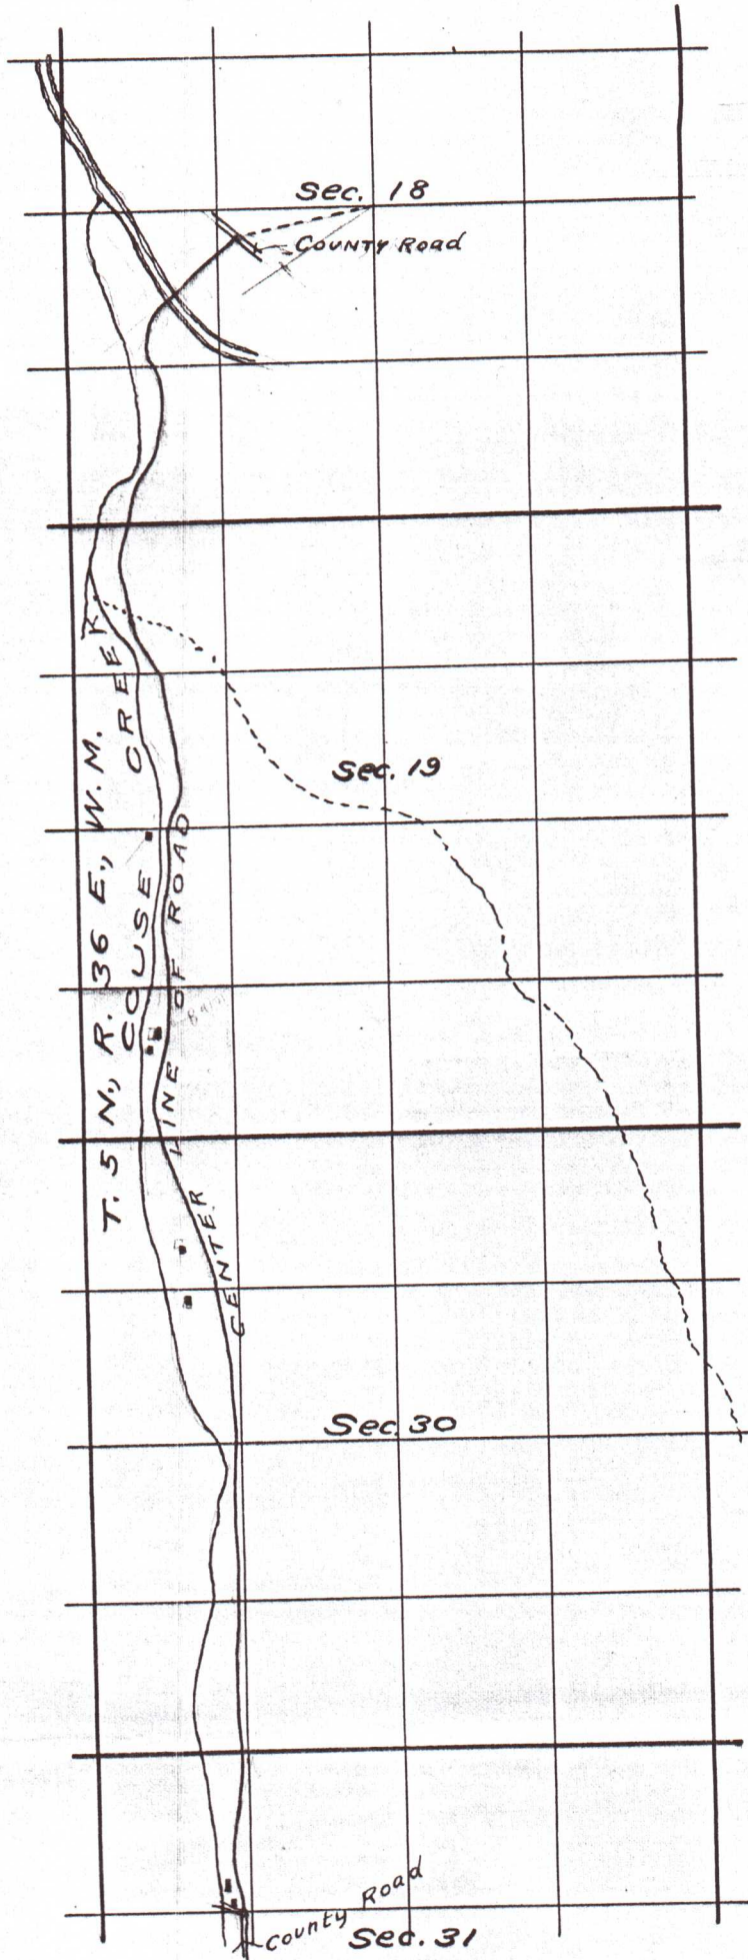 Sec. 18
COUNTY ROAD
Sec. 19
T. 5 N., R. 36 E., W. M.
COUSE CREEK
CENTER LINE OF ROAD
Barn
Sec. 30
County Road
Sec. 31